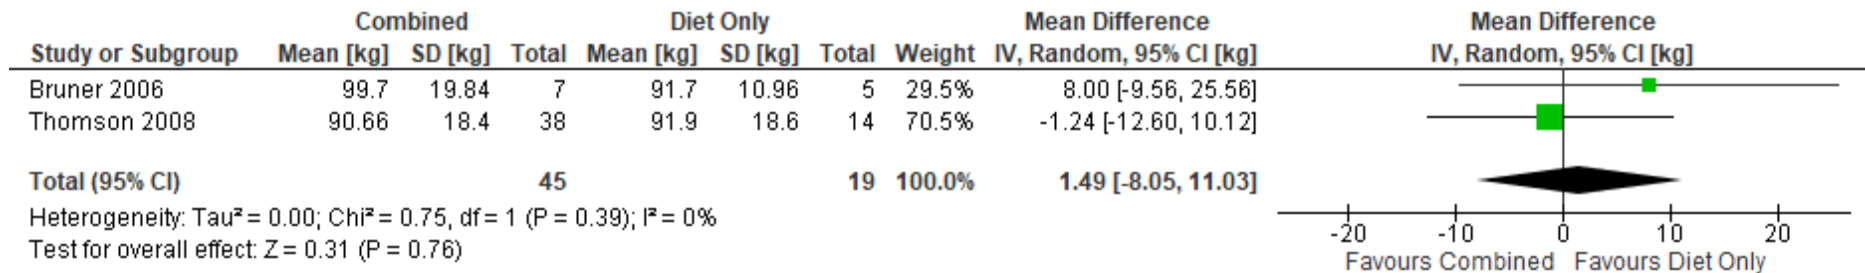 Combined Diet Only Mean Difference Mean Difference
Study or Subgroup Mean [kg] SD [kg] Total Mean [kg] SD [kg] Total Weight IV, Random, 95% CI [kg] IV, Random, 95% CI [kg]
Bruner 2006 99.7 19.84 7 91.7 10.96 5 29.5% 8.00 [-9.56, 25.56]
Thomson 2008 90.66 18.4 38 91.9 18.6 14 70.5% -1.24 [-12.60, 10.12]
Total (95% CI) 45 19 100.0% 1.49 [-8.05, 11.03]
Heterogeneity: Tau² = 0.00; Chi² = 0.75, df = 1 (P = 0.39); I² = 0%
Test for overall effect: Z = 0.31 (P = 0.76)
-20 -10 0 10 20
Favours Combined Favours Diet Only